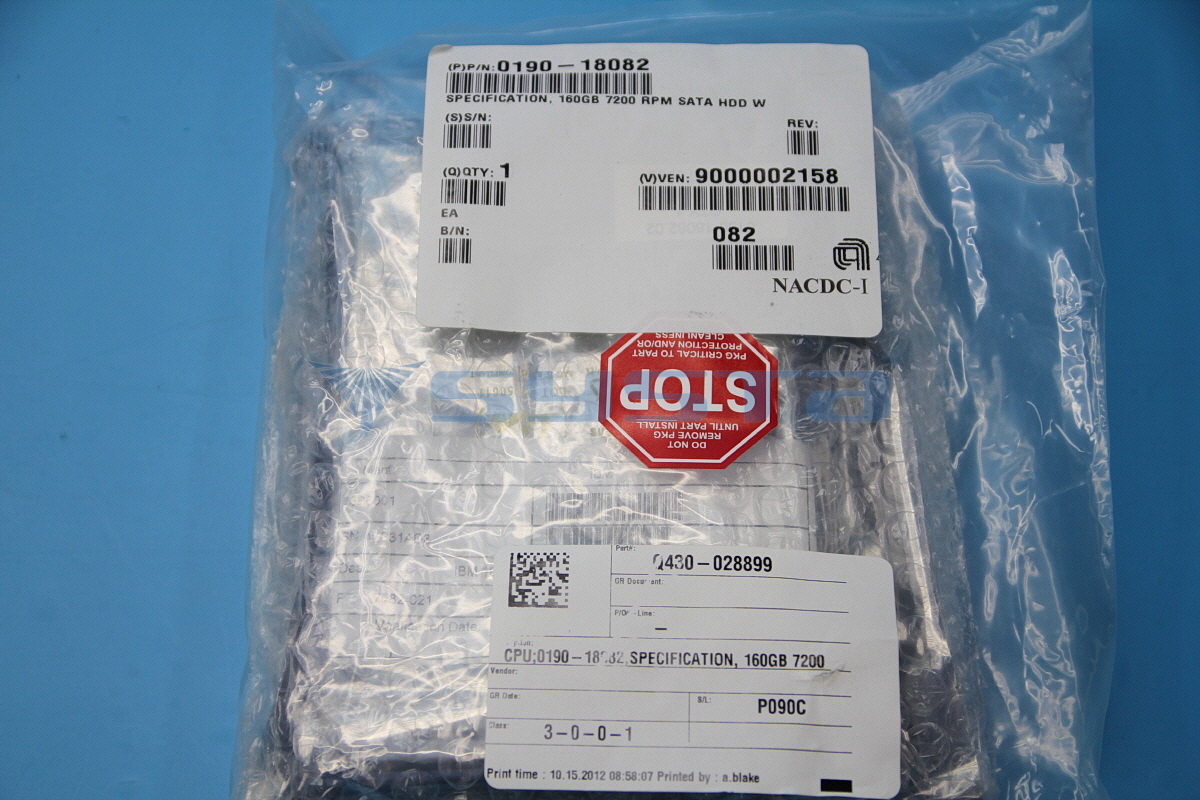 (P)P/N: 0190-18082
SPECIFICATION, 160GB 7200 RPM SATA HDD W
(S)S/N:
REV:
(Q)QTY: 1
(V)VEN: 9000002158
EA
B/N:
082
NACDC-I
PKG CRITICAL TO PART
PROTECTION AND/OR
CLEANLINESS
STOP
DO NOT
REMOVE PKG
UNTIL PART INSTALL
systa
Part#: Q430-028899
GR Document:
P/O# -Line:
-
CPU;0190-18082,SPECIFICATION, 160GB 7200
Vendor:
GR Date:
B/L: P090C
Class: 3-0-0-1
Print time : 10.15.2012 08:58:07 Printed by : a.blake